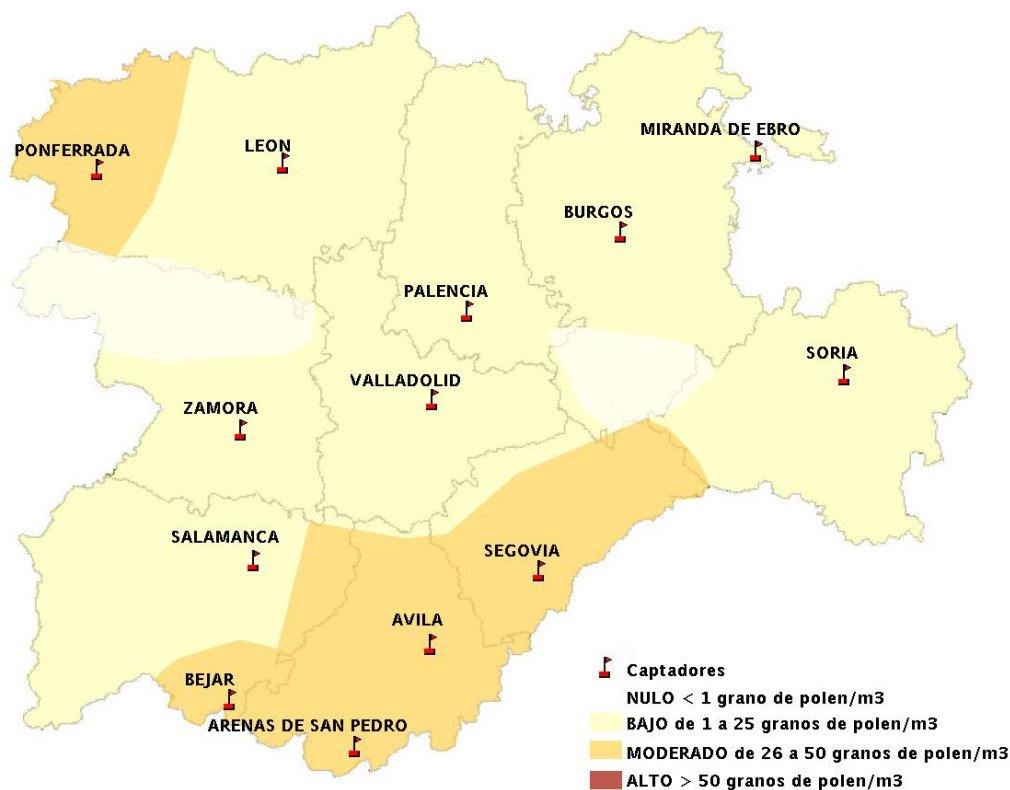 MIRANDA DE EBRO
PONFERRADA
LEON
BURGOS
PALENCIA
SORIA
VALLADOLID
ZAMORA
SALAMANCA
SEGOVIA
AVILA
BEJAR
ARENAS DE SAN PEDRO
Captadores
NULO < 1 grano de polen/m3
BAJO de 1 a 25 granos de polen/m3
MODERADO de 26 a 50 granos de polen/m3
ALTO > 50 granos de polen/m3